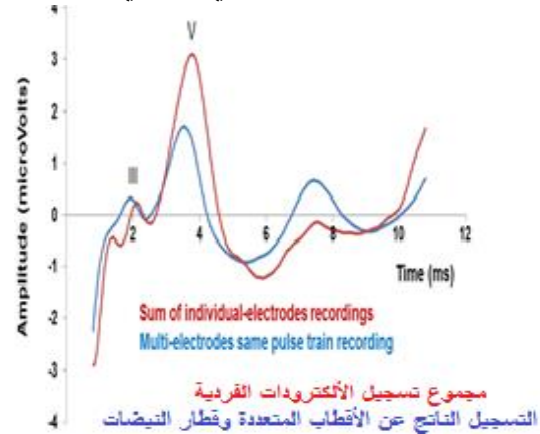 4
V
3
2
III
1
0
2
4
6
8
10
12
-1
Time (ms)
-2
Sum of individual-electrodes recordings
Multi-electrodes same pulse train recording
-3
مجموع تسجيل الألكترودات الفردية
-4
التسجيل الناتج عن الأقطاب المتعددة وقطار النبضات
Amplitude (microVolts)